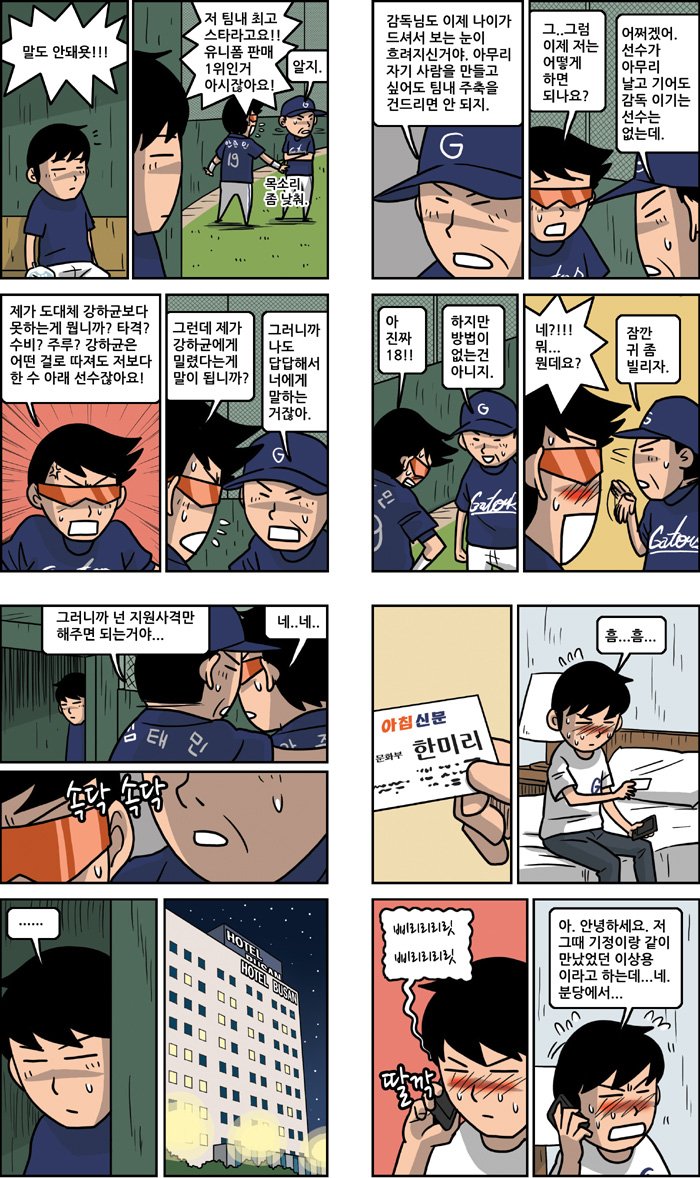 말도 안돼욧!!!
저 팀내 최고
스타라고요!!
유니폼 판매
1위인거
아시잖아요!
알지.
19
목소리
좀 낮춰.
제가 도대체 강하균보다
못하는게 뭡니까? 타격?
수비? 주루? 강하균은
어떤 걸로 따져도 저보다
한 수 아래 선수잖아요!
그런데 제가
강하균에게
밀렸다는게
말이 됩니까?
그러니까
나도
답답해서
너에게
말하는
거잖아.
G
감독님도 이제 나이가
드셔서 보는 눈이
흐려지신거야. 아무리
자기 사람을 만들고
싶어도 팀내 주축을
건드리면 안 되지.
G
그..그럼
이제 저는
어떻게
하면
되나요?
어쩌겠어.
선수가
아무리
날고 기어도
감독 이기는
선수는
없는데.
아
진짜
18!!
하지만
방법이
없는건
아니지.
G
Gators
네?!!!
뭐...
뭔데요?
잠깐
귀 좀
빌리자.
Gators
그러니까 넌 지원사격만
해주면 되는거야...
네..네..
김태민
속닥 속닥
......
HOTEL
BUSAN
HOTEL BUSAN
아침신문
문화부 한미리
흠...흠...
삐리리리릿
삐리리리릿
딸깍
아. 안녕하세요. 저
그때 기정이랑 같이
만났었던 이상용
이라고 하는데...네.
분당에서...